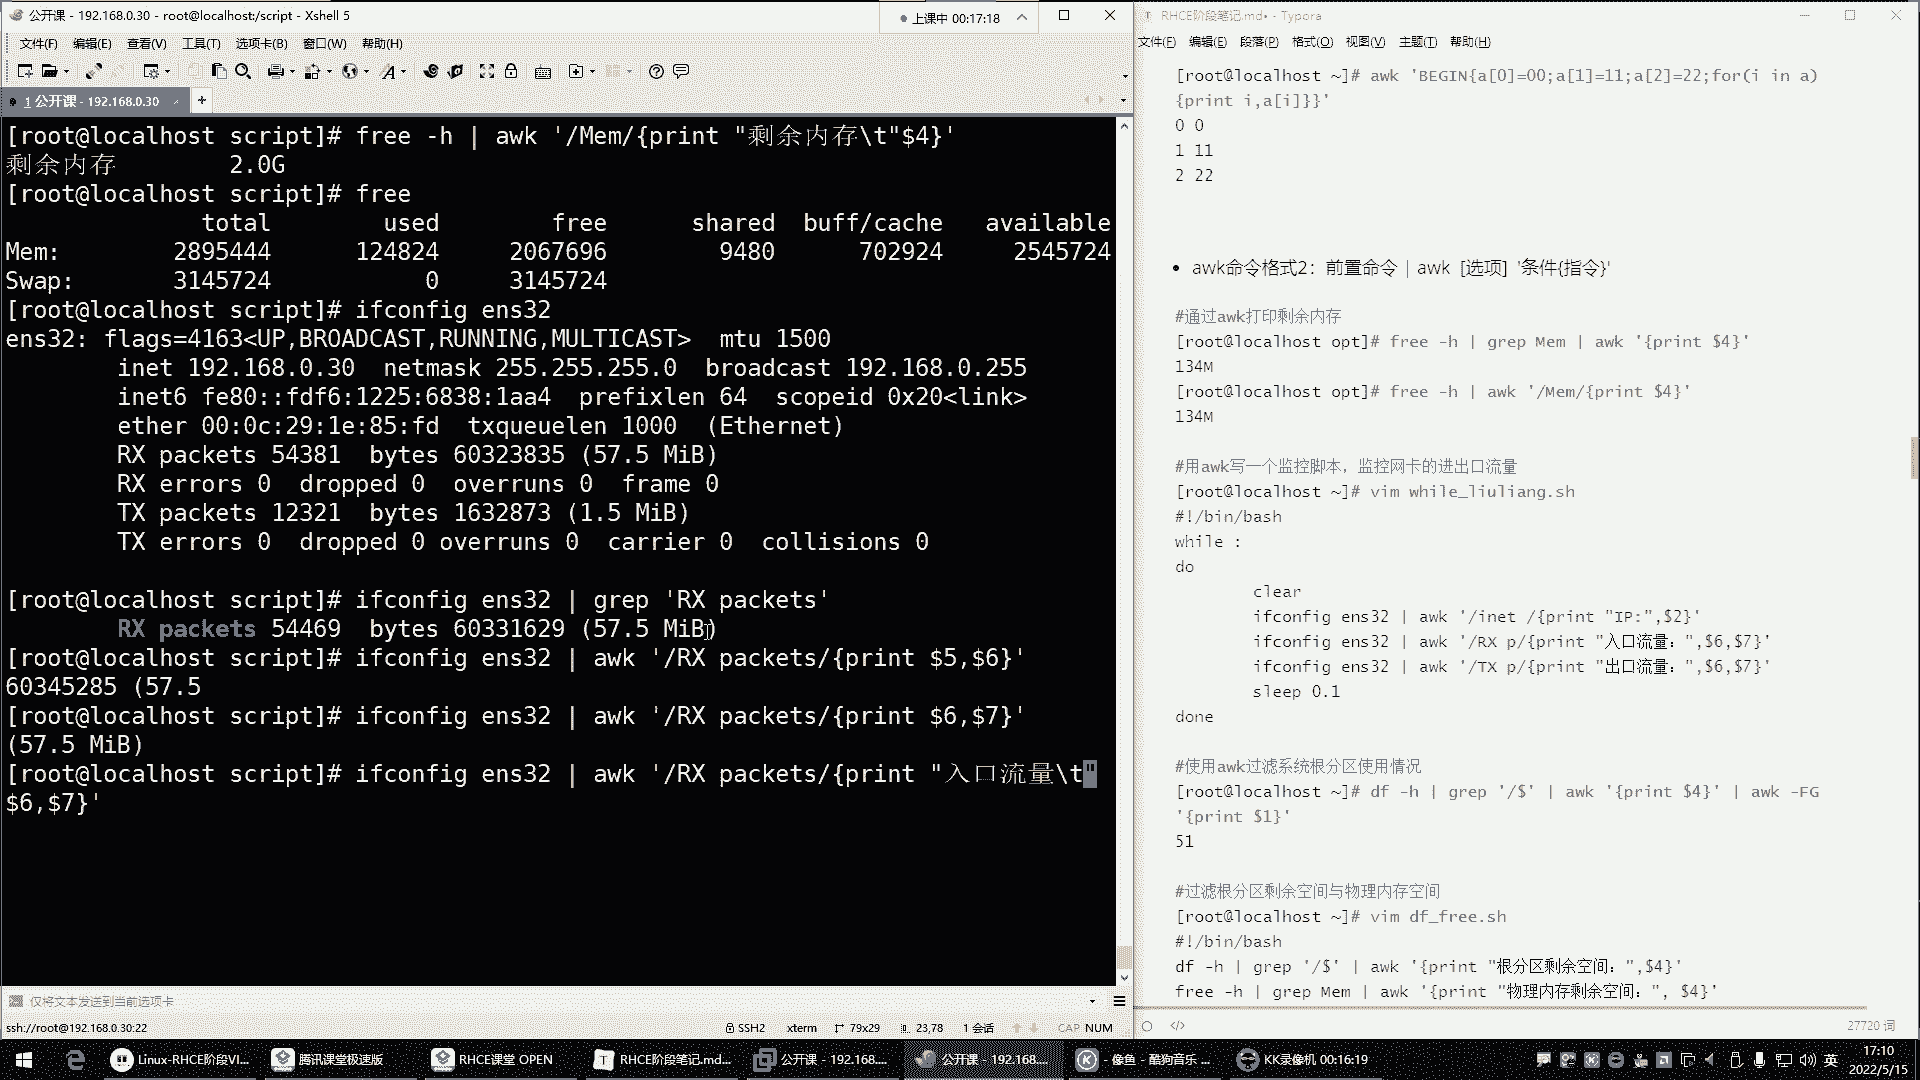 公开课 - 192.168.0.30 - root@localhost:/script - Xshell 5
上课中 00:17:18
文件(F) 编辑(E) 查看(V) 工具(T) 选项卡(B) 窗口(W) 帮助(H)
1 公开课 - 192.168.0.30
[root@localhost script]# free -h | awk '/Mem/{print "剩余内存\t"$4}'
剩余内存 2.0G
[root@localhost script]# free
total used free shared buff/cache available
Mem: 2895444 124824 2067696 9480 702924 2545724
Swap: 3145724 0 3145724
[root@localhost script]# ifconfig ens32
ens32: flags=4163<UP,BROADCAST,RUNNING,MULTICAST> mtu 1500
inet 192.168.0.30 netmask 255.255.255.0 broadcast 192.168.0.255
inet6 fe80::fdf6:1225:6838:1aa4 prefixlen 64 scopeid 0x20<link>
ether 00:0c:29:1e:85:fd txqueuelen 1000 (Ethernet)
RX packets 54381 bytes 60323835 (57.5 MiB)
RX errors 0 dropped 0 overruns 0 frame 0
TX packets 12321 bytes 1632873 (1.5 MiB)
TX errors 0 dropped 0 overruns 0 carrier 0 collisions 0
[root@localhost script]# ifconfig ens32 | grep 'RX packets'
RX packets 54469 bytes 60331629 (57.5 MiB)
[root@localhost script]# ifconfig ens32 | awk '/RX packets/{print $5,$6}'
60345285 (57.5
[root@localhost script]# ifconfig ens32 | awk '/RX packets/{print $6,$7}'
(57.5 MiB)
[root@localhost script]# ifconfig ens32 | awk '/RX packets/{print "入口流量\t"
$6,$7}'
仅将文本发送到当前选项卡
ssh://root@192.168.0.30:22 SSH2 xterm 79x29 23,78 1 会话 CAP NUM
RHCE阶段笔记.md• - Typora
文件(F) 编辑(E) 段落(P) 格式(O) 视图(V) 主题(T) 帮助(H)
[root@localhost ~]# awk 'BEGIN{a[0]=00;a[1]=11;a[2]=22;for(i in a)
{print i,a[i]}}'
0 0
1 11
2 22
• awk命令格式2：前置命令 | awk [选项] '条件{指令}'
#通过awk打印剩余内存
[root@localhost opt]# free -h | grep Mem | awk '{print $4}'
134M
[root@localhost opt]# free -h | awk '/Mem/{print $4}'
134M
#用awk写一个监控脚本，监控网卡的进出口流量
[root@localhost ~]# vim while_liuliang.sh
#!/bin/bash
while :
do
clear
ifconfig ens32 | awk '/inet /{print "IP:",$2}'
ifconfig ens32 | awk '/RX p/{print "入口流量：",$6,$7}'
ifconfig ens32 | awk '/TX p/{print "出口流量：",$6,$7}'
sleep 0.1
done
#使用awk过滤系统根分区使用情况
[root@localhost ~]# df -h | grep '/$' | awk '{print $4}' | awk -FG
'{print $1}'
51
#过滤根分区剩余空间与物理内存空间
[root@localhost ~]# vim df_free.sh
#!/bin/bash
df -h | grep '/$' | awk '{print "根分区剩余空间：",$4}'
free -h | grep Mem | awk '{print "物理内存剩余空间：", $4}'
</> 27720 词
Linux-RHCE阶段VI... 腾讯课堂极速版 RHCE课堂 OPEN RHCE阶段笔记.md... 公开课 - 192.168.... 公开课 - 192.168.... - 像鱼 - 酷狗音乐 ... KK录像机 00:16:19 英 17:10
2022/5/15